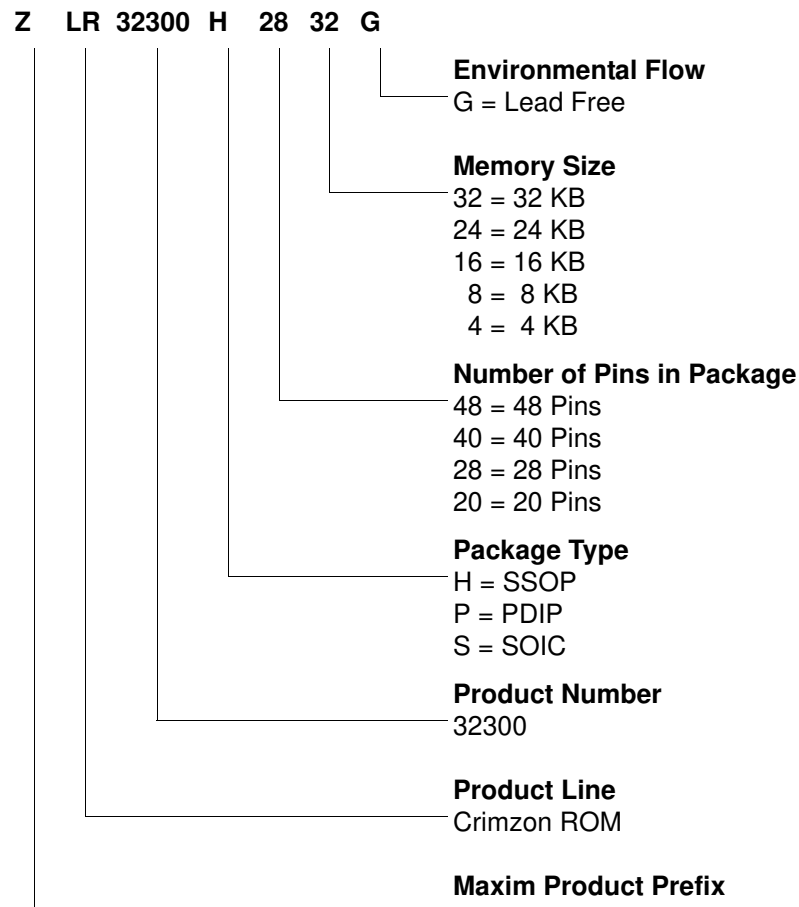 Z LR 32300 H 28 32 G
Environmental Flow
G = Lead Free
Memory Size
32 = 32 KB
24 = 24 KB
16 = 16 KB
8 = 8 KB
4 = 4 KB
Number of Pins in Package
48 = 48 Pins
40 = 40 Pins
28 = 28 Pins
20 = 20 Pins
Package Type
H = SSOP
P = PDIP
S = SOIC
Product Number
32300
Product Line
Crimzon ROM
Maxim Product Prefix